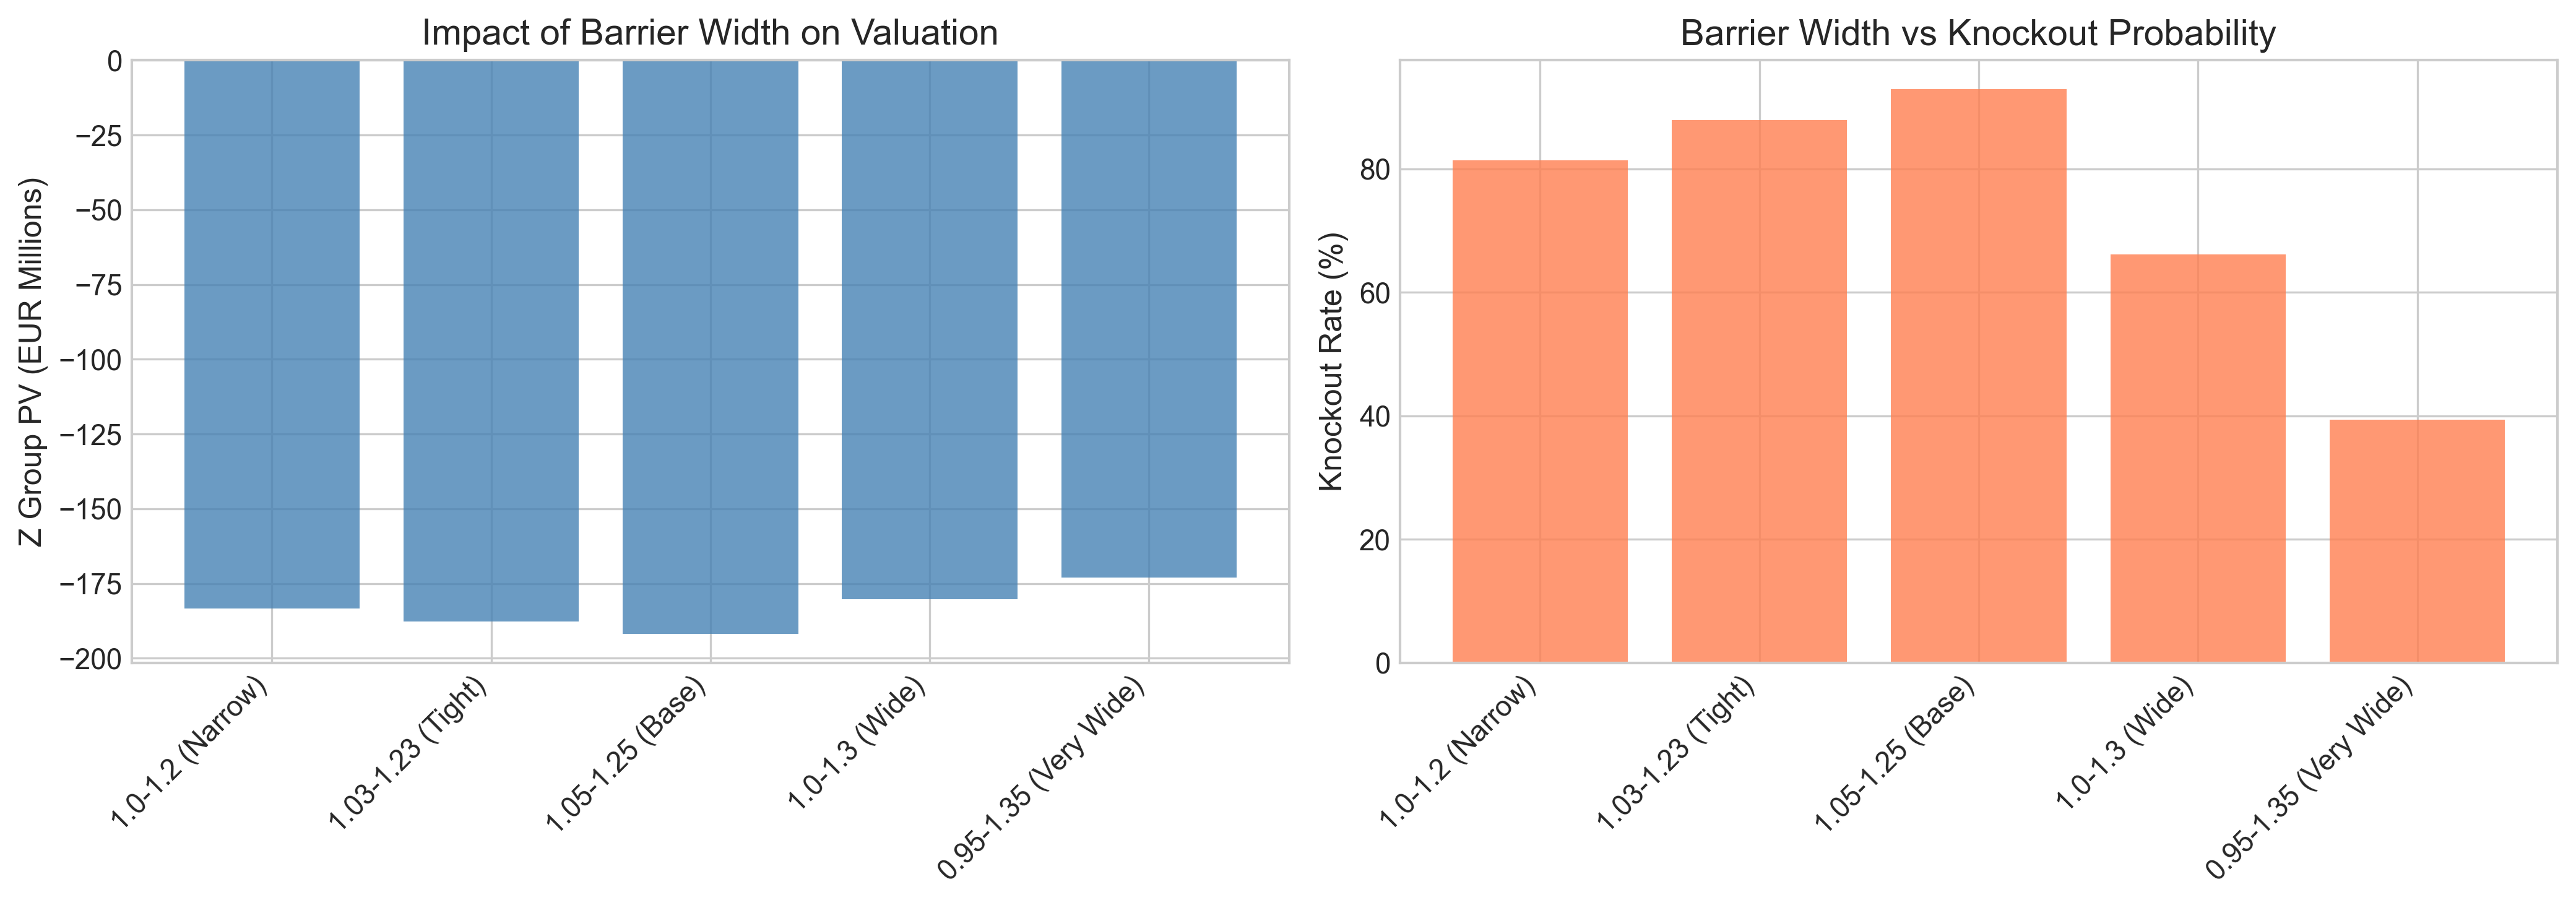 Impact of Barrier Width on Valuation
Z Group PV (EUR Millions)
0
−25
−50
−75
−100
−125
−150
−175
−200
1.0-1.2 (Narrow)
1.03-1.23 (Tight)
1.05-1.25 (Base)
1.0-1.3 (Wide)
0.95-1.35 (Very Wide)
Barrier Width vs Knockout Probability
Knockout Rate (%)
80
60
40
20
0
1.0-1.2 (Narrow)
1.03-1.23 (Tight)
1.05-1.25 (Base)
1.0-1.3 (Wide)
0.95-1.35 (Very Wide)